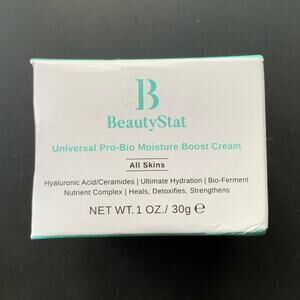 B
BeautyStat
Universal Pro-Bio Moisture Boost Cream
All Skins
Hyaluronic Acid/Ceramides | Ultimate Hydration | Bio-Ferment
Nutrient Complex | Heals, Detoxifies, Strengthens
NET WT. 1 OZ./ 30g ℮